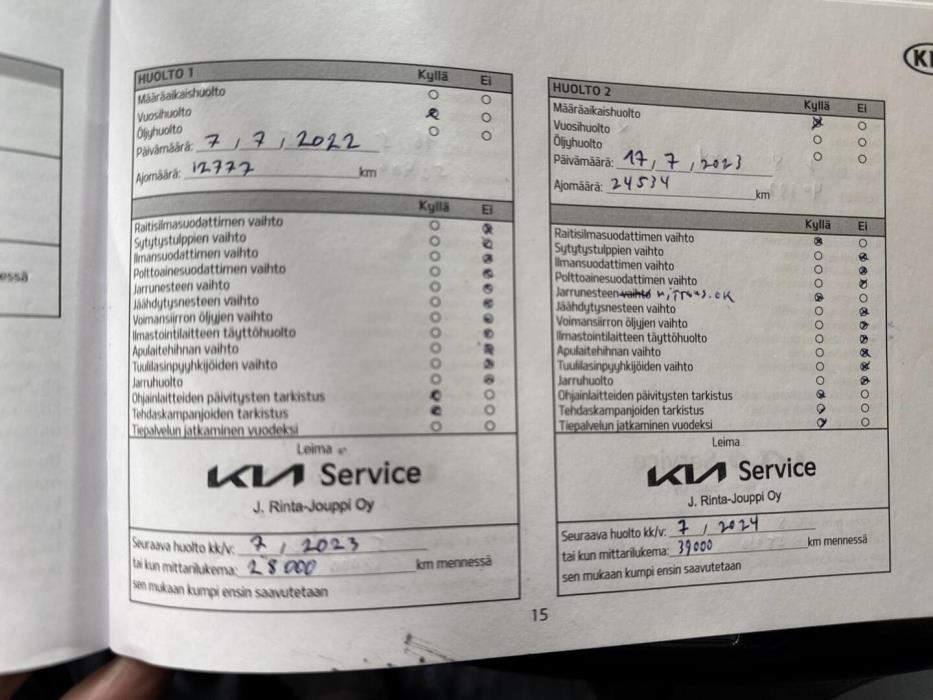 essä
HUOLTO 1 Kyllä Ei
Määräaikaishuolto
Vuosihuolto
Öljyhuolto
Päivämäärä: 7 / 7 / 2022
Ajomäärä: 12777 km
Kyllä Ei
Raitisilmasuodattimen vaihto
Sytytystulppien vaihto
Ilmansuodattimen vaihto
Polttoainesuodattimen vaihto
Jarrunesteen vaihto
Jäähdytysnesteen vaihto
Voimansiirron öljyjen vaihto
Ilmastointilaitteen täyttöhuolto
Apulaitehihnan vaihto
Tuulilasinpyyhkijöiden vaihto
Jarruhuolto
Ohjainlaitteiden päivitysten tarkistus
Tehdaskampanjoiden tarkistus
Tiepalvelun jatkaminen vuodeksi
Leima
KIA Service
J. Rinta-Jouppi Oy
Seuraava huolto kk/v: 7 / 2023
tai kun mittarilukema: 28000 km mennessä
sen mukaan kumpi ensin saavutetaan
KI
HUOLTO 2 Kyllä Ei
Määräaikaishuolto
Vuosihuolto
Öljyhuolto
Päivämäärä: 17 / 7 / 2023
Ajomäärä: 24534 km
Kyllä Ei
Raitisilmasuodattimen vaihto
Sytytystulppien vaihto
Ilmansuodattimen vaihto
Polttoainesuodattimen vaihto
Jarrunesteen vaihto OK
Jäähdytysnesteen vaihto
Voimansiirron öljyjen vaihto
Ilmastointilaitteen täyttöhuolto
Apulaitehihnan vaihto
Tuulilasinpyyhkijöiden vaihto
Jarruhuolto
Ohjainlaitteiden päivitysten tarkistus
Tehdaskampanjoiden tarkistus
Tiepalvelun jatkaminen vuodeksi
Leima
KIA Service
J. Rinta-Jouppi Oy
Seuraava huolto kk/v: 7 / 2024
tai kun mittarilukema: 39000 km mennessä
sen mukaan kumpi ensin saavutetaan
15